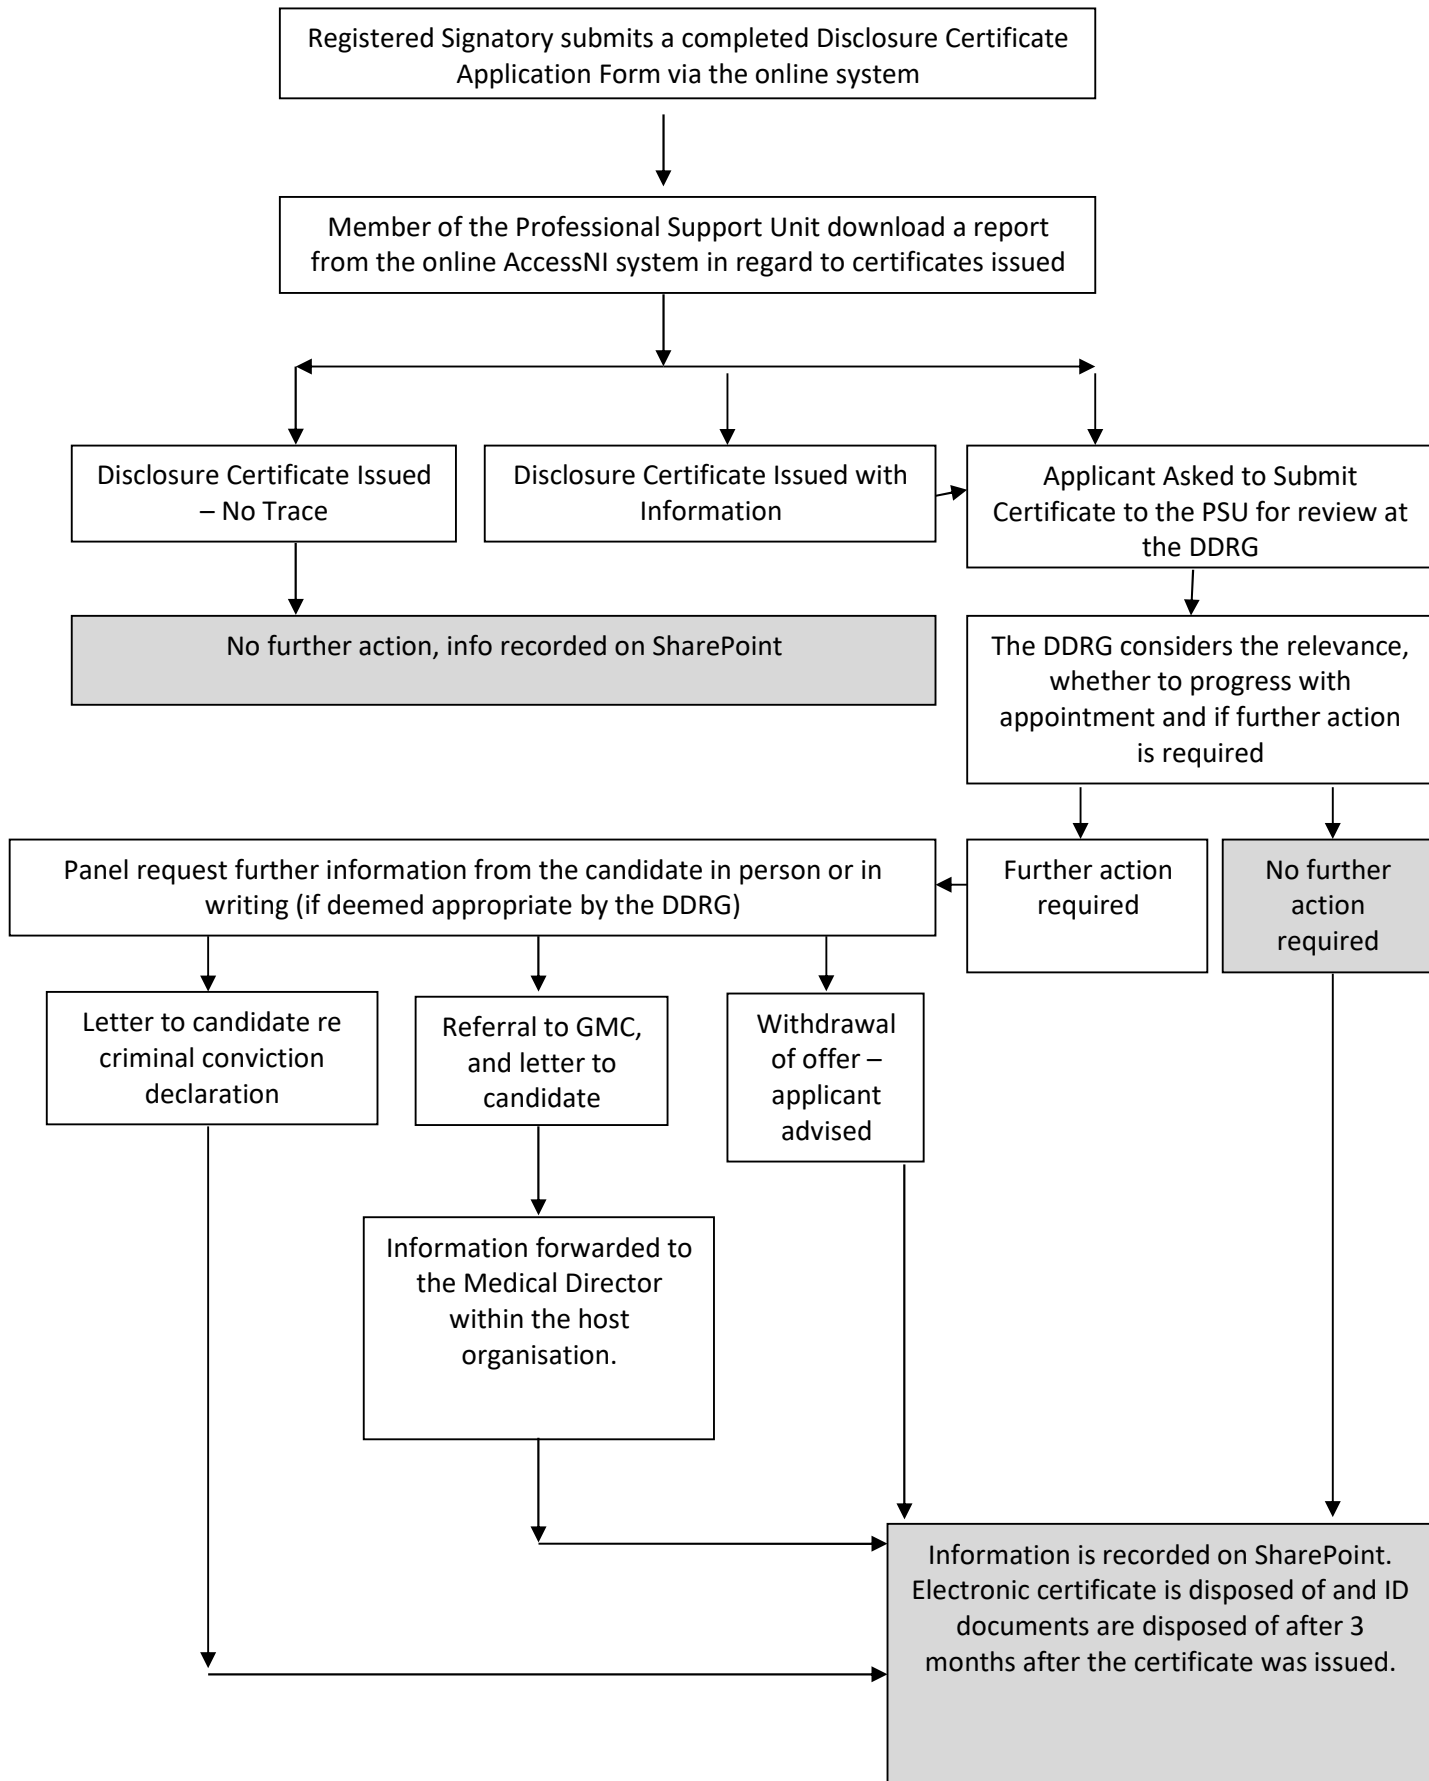 Registered Signatory submits a completed Disclosure Certificate
Application Form via the online system
Member of the Professional Support Unit download a report
from the online AccessNI system in regard to certificates issued
Disclosure Certificate Issued
– No Trace
Disclosure Certificate Issued with
Information
Applicant Asked to Submit
Certificate to the PSU for review at
the DDRG
No further action, info recorded on SharePoint
The DDRG considers the relevance,
whether to progress with
appointment and if further action
is required
Panel request further information from the candidate in person or in
writing (if deemed appropriate by the DDRG)
Further action
required
No further
action
required
Letter to candidate re
criminal conviction
declaration
Referral to GMC,
and letter to
candidate
Withdrawal
of offer –
applicant
advised
Information forwarded to
the Medical Director
within the host
organisation.
Information is recorded on SharePoint.
Electronic certificate is disposed of and ID
documents are disposed of after 3
months after the certificate was issued.